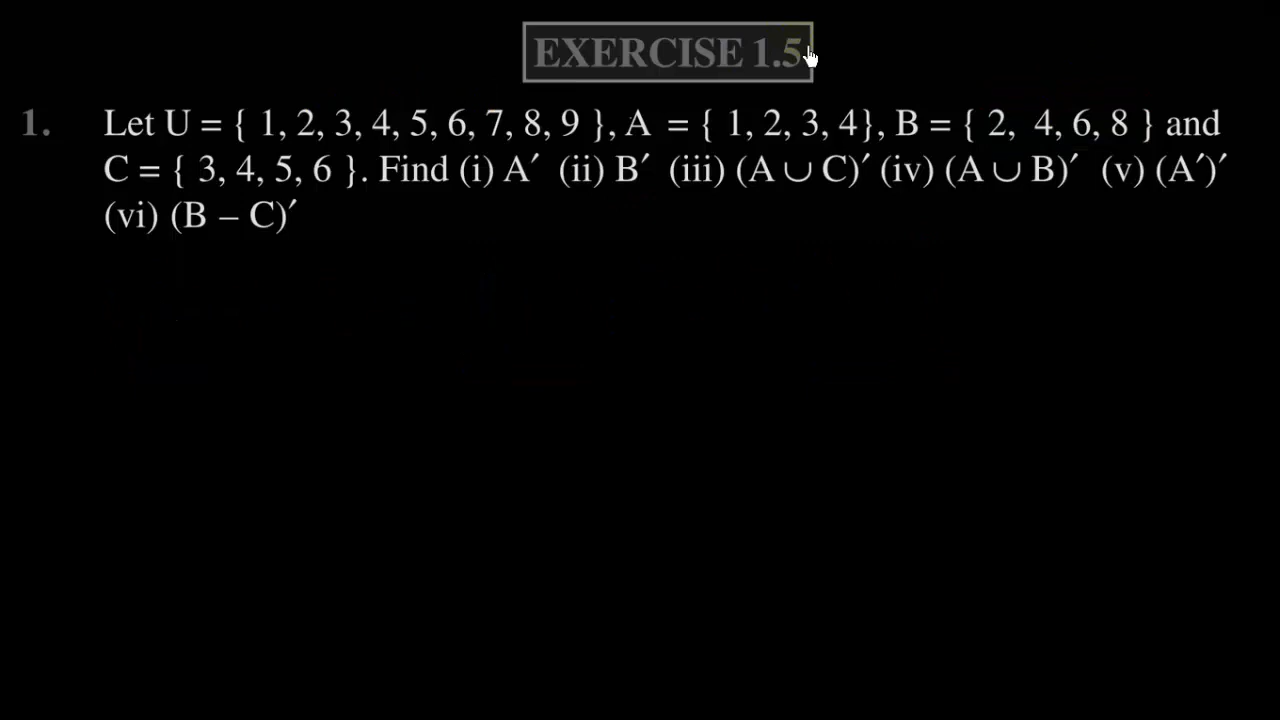 EXERCISE 1.5
1. Let U = { 1, 2, 3, 4, 5, 6, 7, 8, 9 }, A = { 1, 2, 3, 4}, B = { 2, 4, 6, 8 } and
C = { 3, 4, 5, 6 }. Find (i) A′ (ii) B′ (iii) (A ∪ C)′ (iv) (A ∪ B)′ (v) (A′)′
(vi) (B – C)′